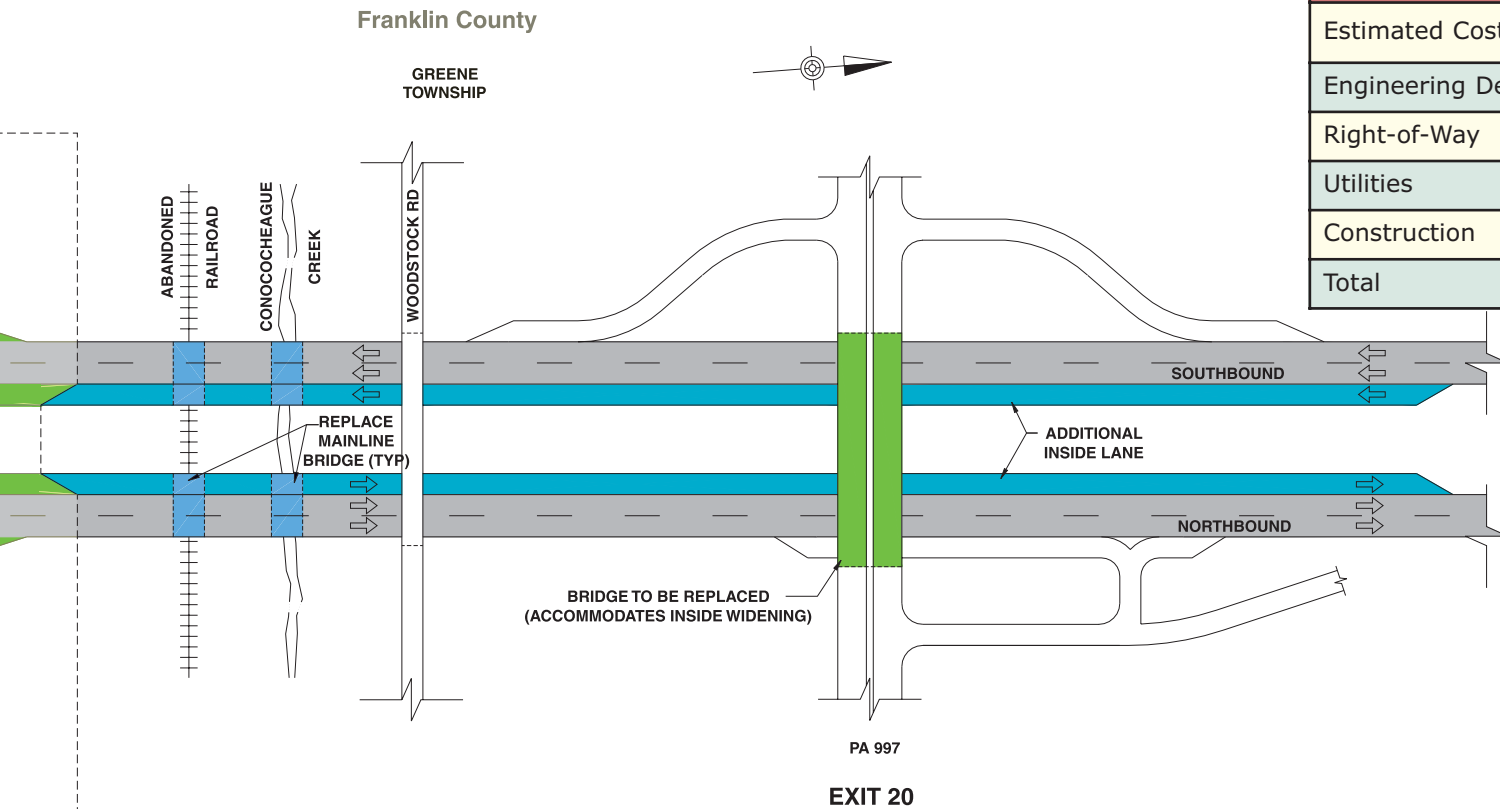 Franklin County
GREENE
TOWNSHIP
Estimated Cost
Engineering De
Right-of-Way
Utilities
Construction
Total
ABANDONED
RAILROAD
CONOCOCHEAGUE
CREEK
WOODSTOCK RD
SOUTHBOUND
REPLACE
MAINLINE
BRIDGE (TYP)
ADDITIONAL
INSIDE LANE
NORTHBOUND
BRIDGE TO BE REPLACED
(ACCOMMODATES INSIDE WIDENING)
PA 997
EXIT 20